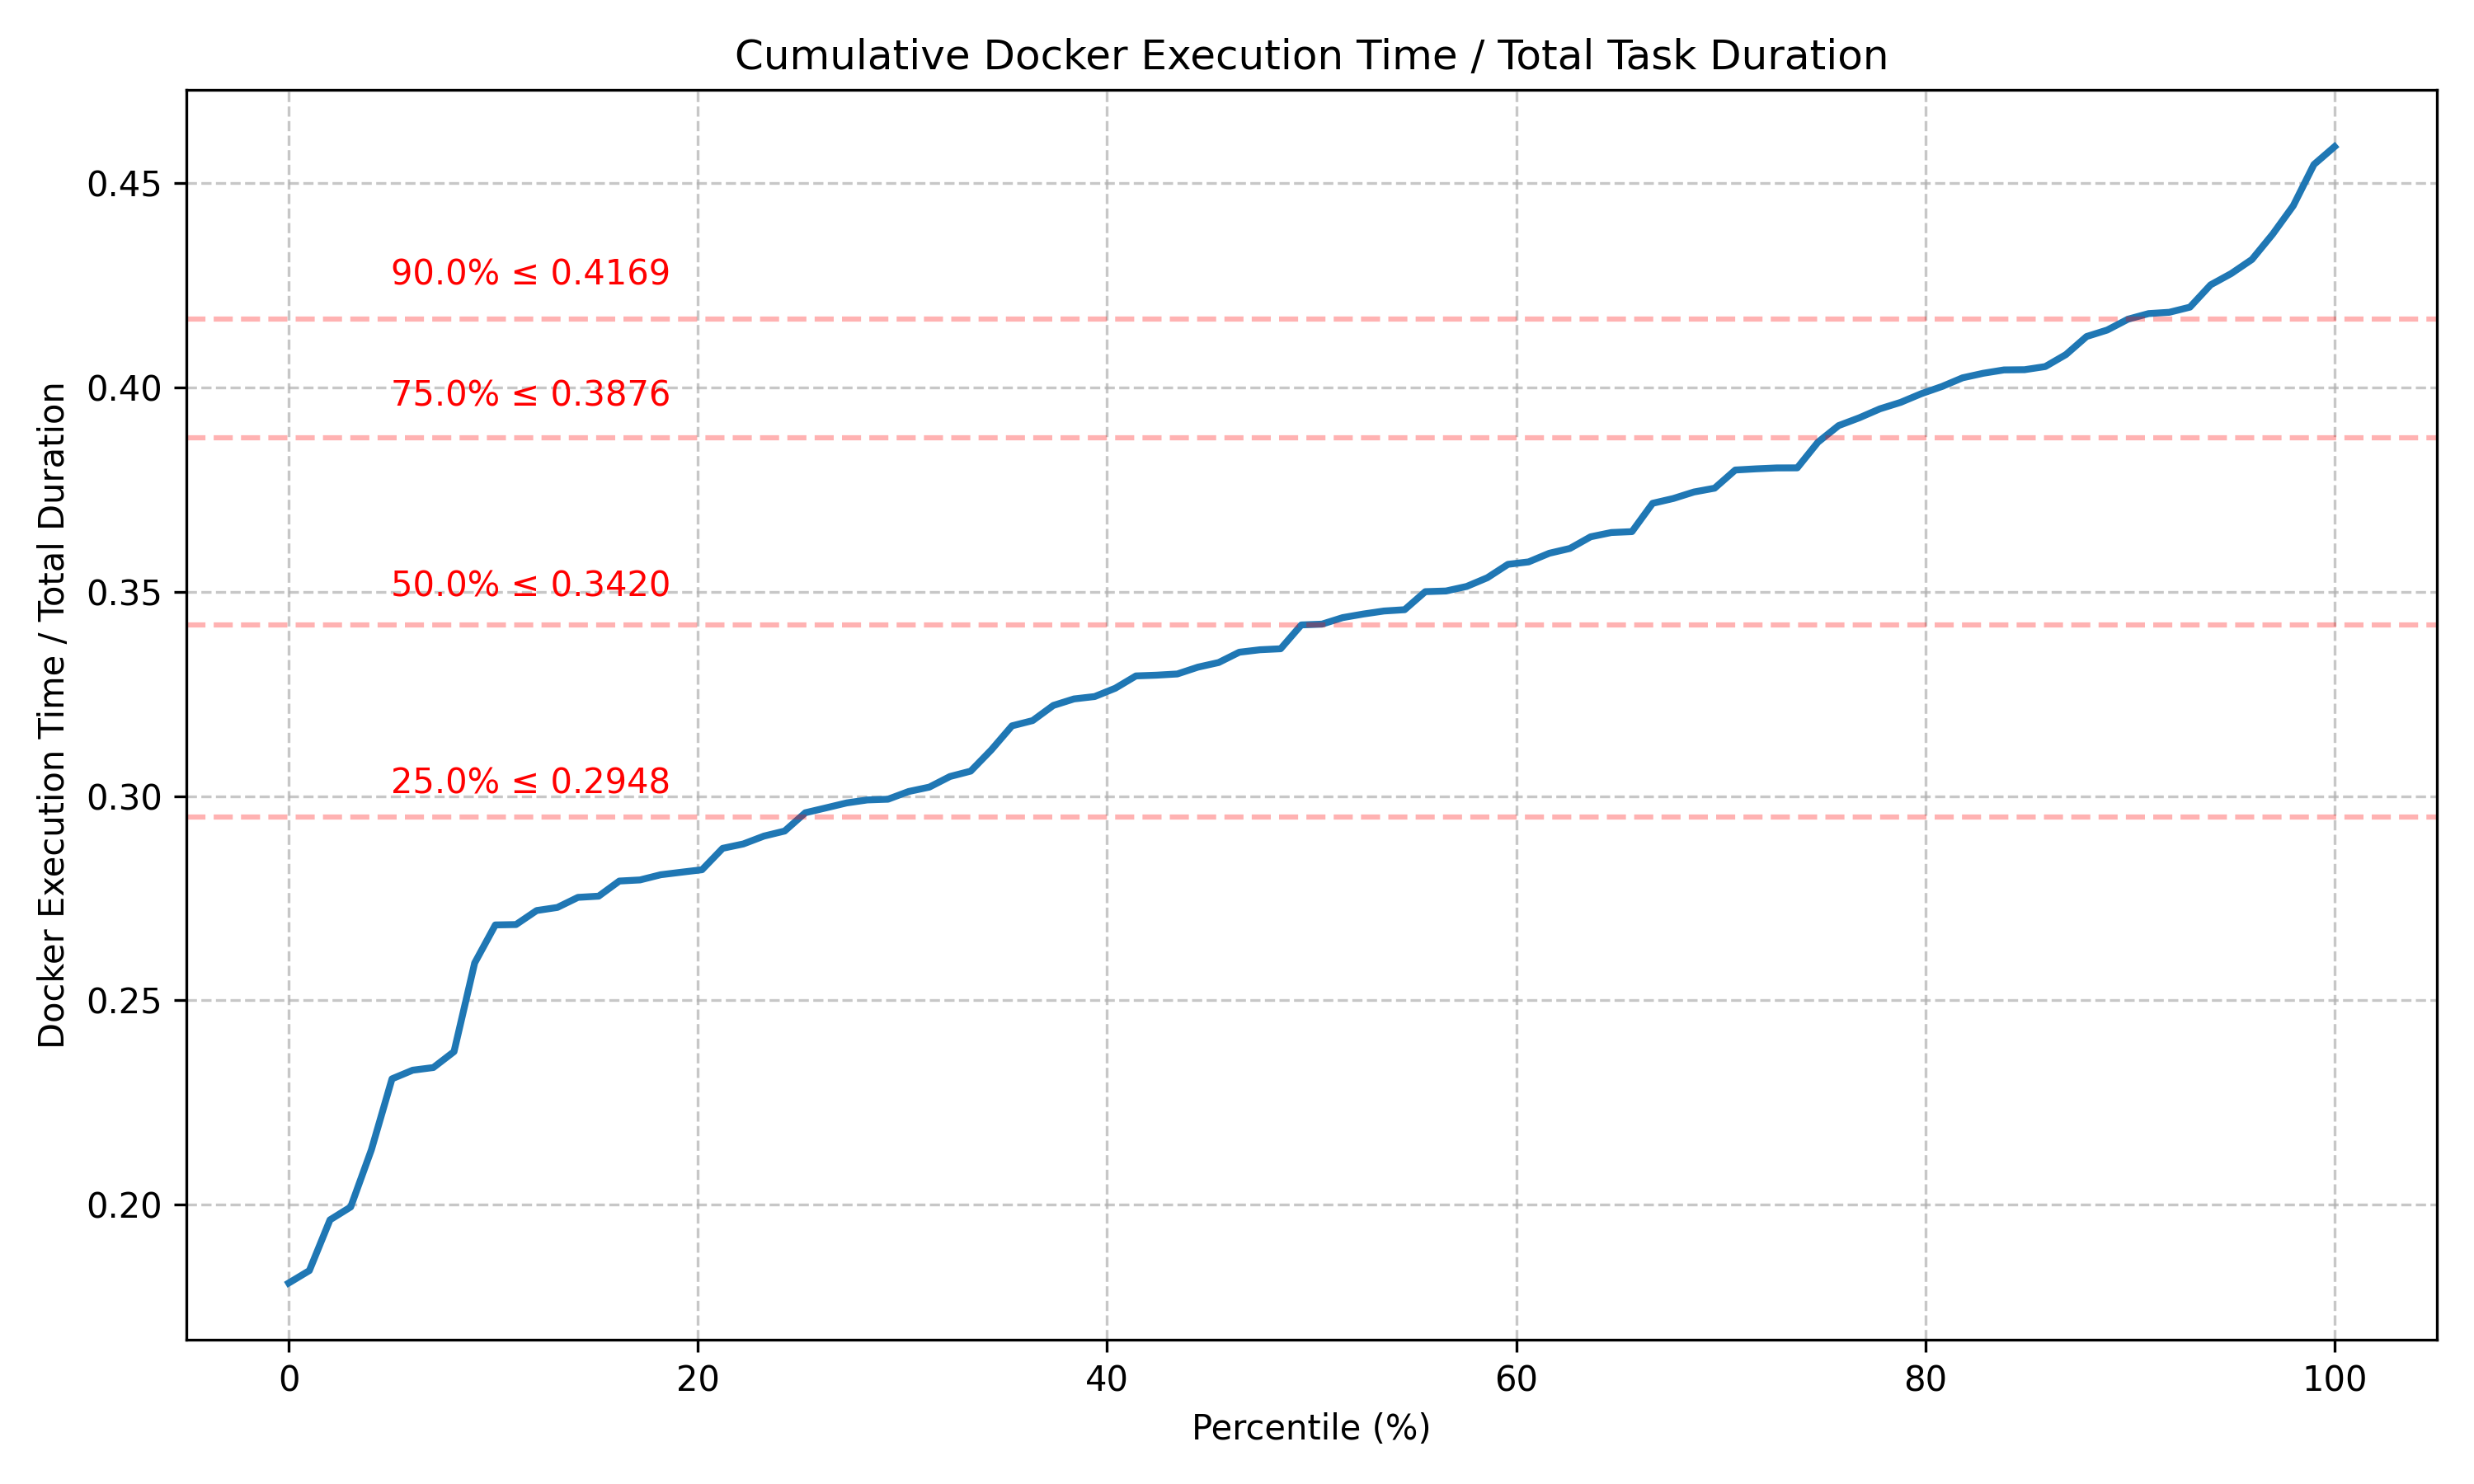 Cumulative Docker Execution Time / Total Task Duration
Docker Execution Time / Total Duration
0.45
0.40
0.35
0.30
0.25
0.20
90.0% ≤ 0.4169
75.0% ≤ 0.3876
50.0% ≤ 0.3420
25.0% ≤ 0.2948
0 20 40 60 80 100
Percentile (%)